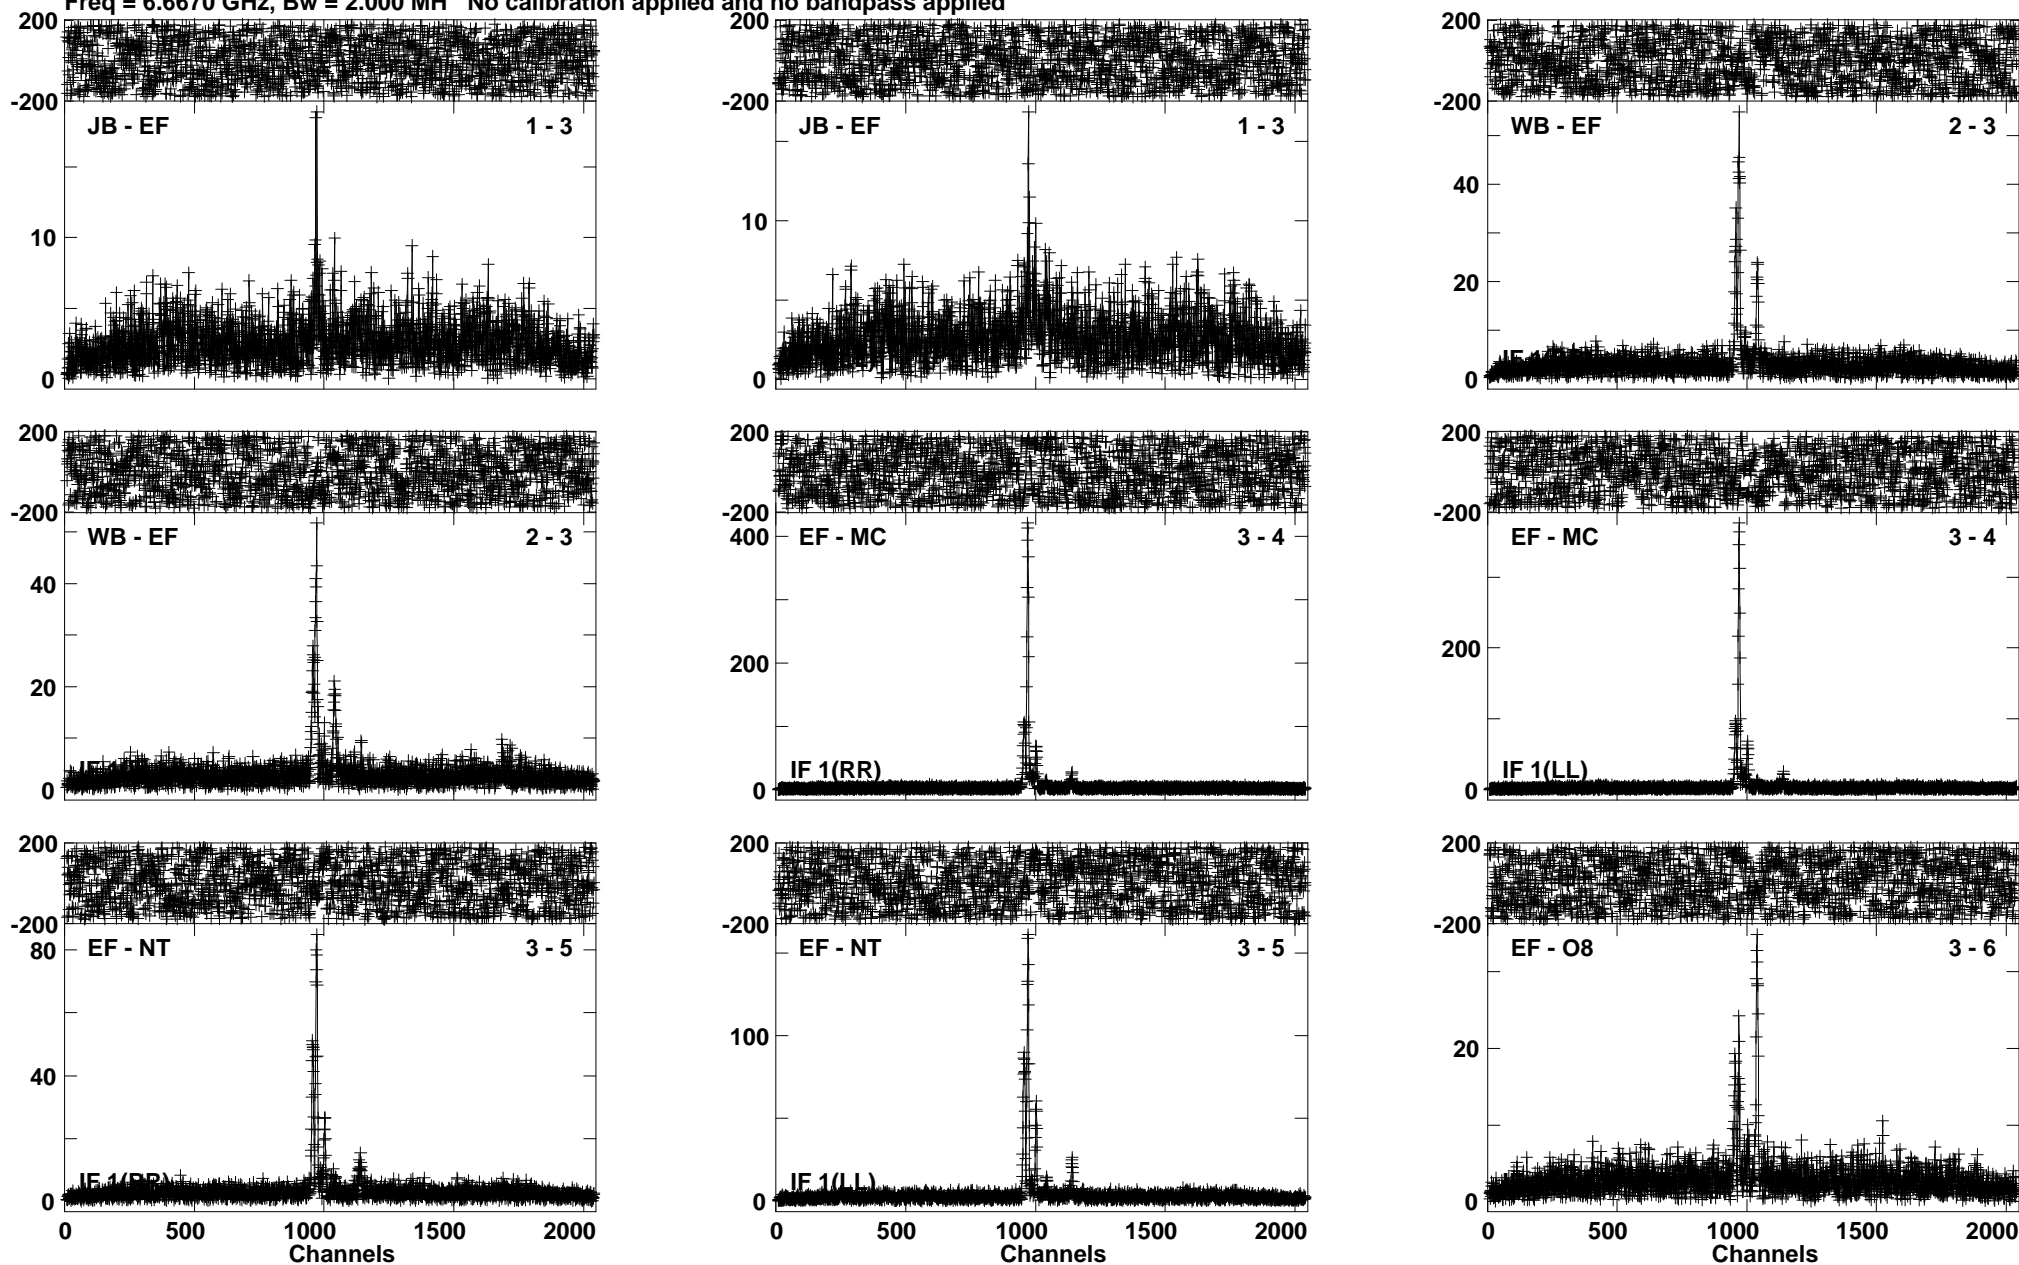 Freq = 6.6670 GHz, Bw = 2.000 MH No calibration applied and no bandpass applied
200 200 200
-200 -200 -200
JB - EF 1 - 3 JB - EF 1 - 3 WB - EF 2 - 3
40
10 10
20
IF 1
0 0 0
200 200 200
-200 -200 -200
WB - EF 2 - 3 EF - MC 3 - 4 EF - MC 3 - 4
400
40
200 200
20
IF IF 1(RR) IF 1(LL)
0 0 0
200 200 200
-200 -200 -200
EF - NT 3 - 5 EF - NT 3 - 5 EF - O8 3 - 6
80
100 20
40
IF 1(RR) IF 1(LL)
0 0 0
0 500 1000 1500 2000 0 500 1000 1500 2000 0 500 1000 1500 2000
Channels Channels Channels